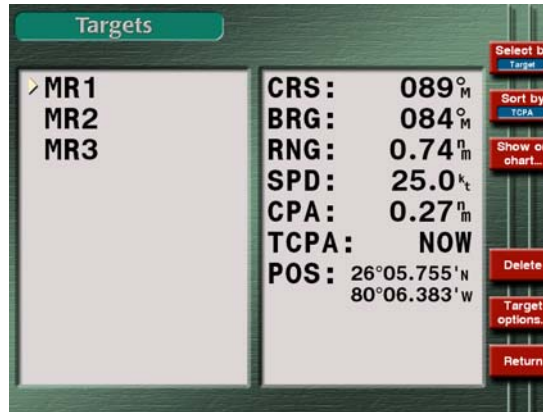 Targets
MR1
MR2
MR3
CRS: 089°M
BRG: 084°M
RNG: 0.74nm
SPD: 25.0kt
CPA: 0.27nm
TCPA: NOW
POS: 26°05.755'N
80°06.383'W
Select b
Target
Sort by
TCPA
Show o
chart...
Delete
Target
options.
Return